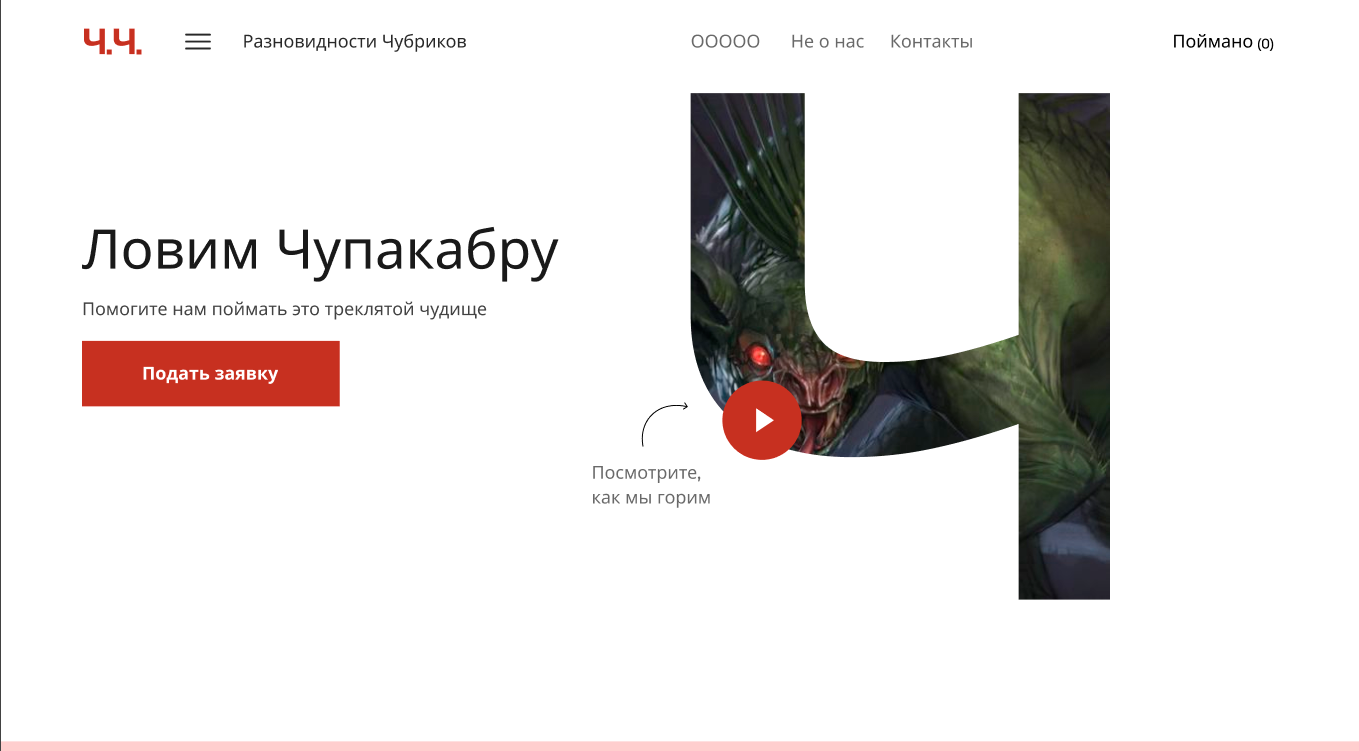 Ч.Ч.
Разновидности Чубриков
ООООО
Не о нас
Контакты
Поймано (0)
Ч
Ловим Чупакабру
Помогите нам поймать это треклятой чудище
Подать заявку
Посмотрите,
как мы горим